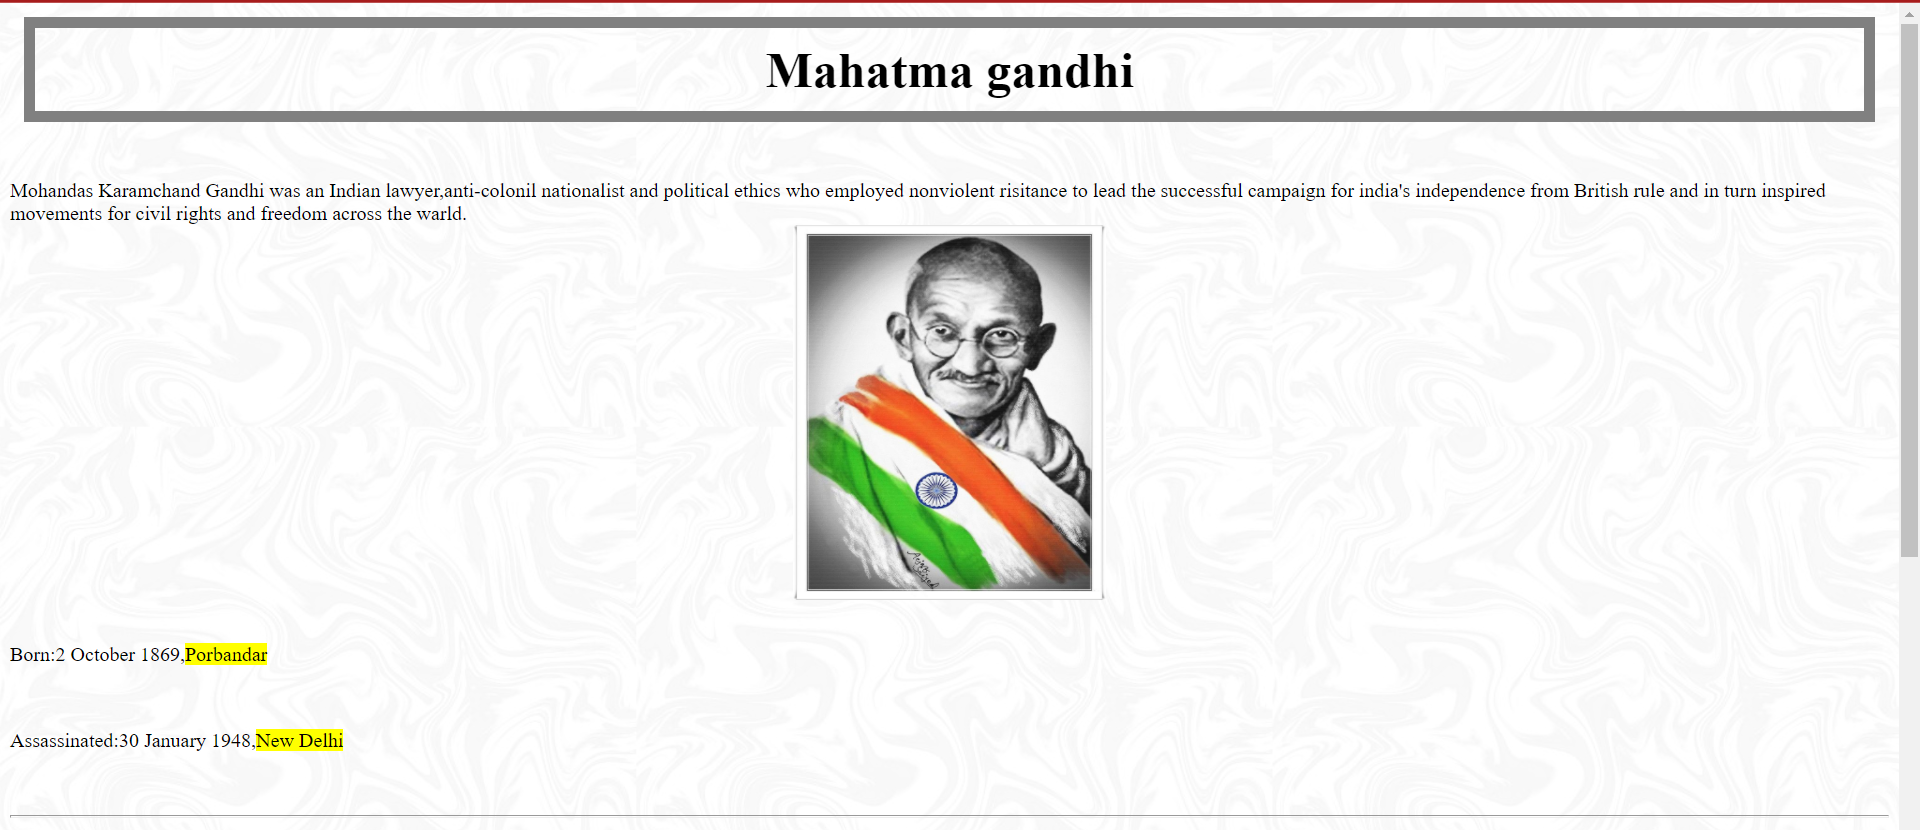 Mahatma gandhi
Mohandas Karamchand Gandhi was an Indian lawyer,anti-colonil nationalist and political ethics who employed nonviolent risitance to lead the successful campaign for india's independence from British rule and in turn inspired
movements for civil rights and freedom across the warld.
Born:2 October 1869,Porbandar
Assassinated:30 January 1948,New Delhi